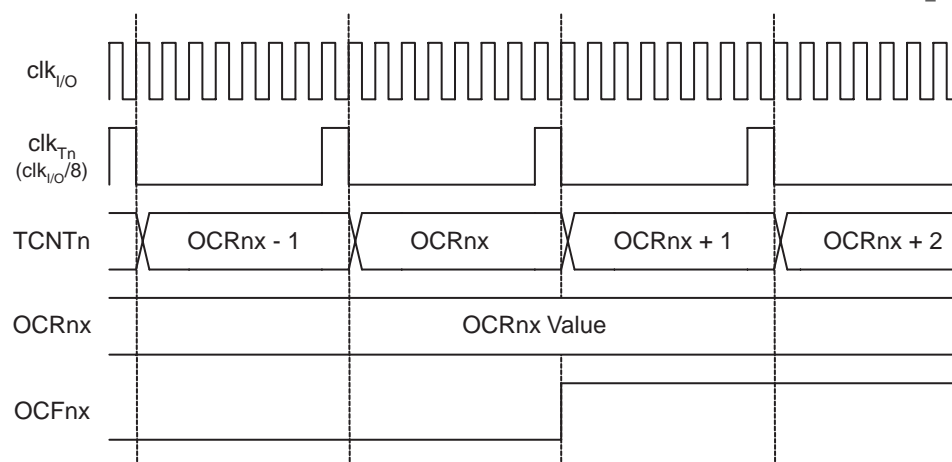 clkI/O
clkTn
(clkI/O/8)
TCNTn OCRnx - 1 OCRnx OCRnx + 1 OCRnx + 2
OCRnx OCRnx Value
OCFnx